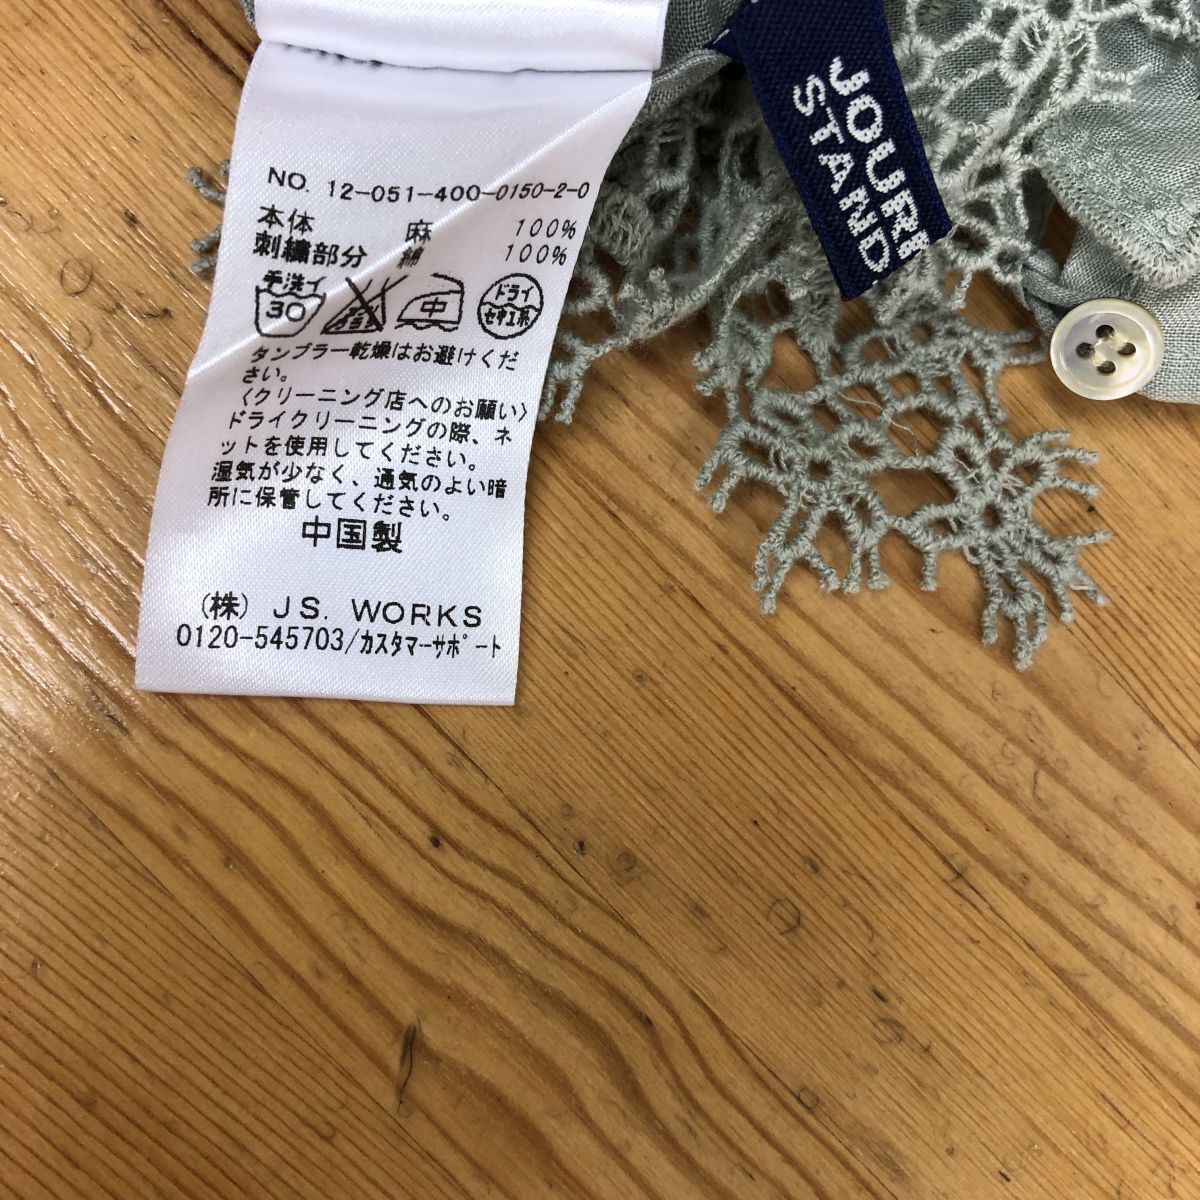 NO. 12-051-400-0150-2-0
本体 麻 100%
刺繍部分 綿 100%
手洗イ
30
中
ドライ
セキユ系
タンブラー乾燥はお避けくだ
さい。
〈クリーニング店へのお願い〉
ドライクリーニングの際、ネ
ットを使用してください。
湿気が少なく、通気のよい暗
所に保管してください。
中国製
(株) J.S. WORKS
0120-545703/カスタマーサポート
JOUR
STAND